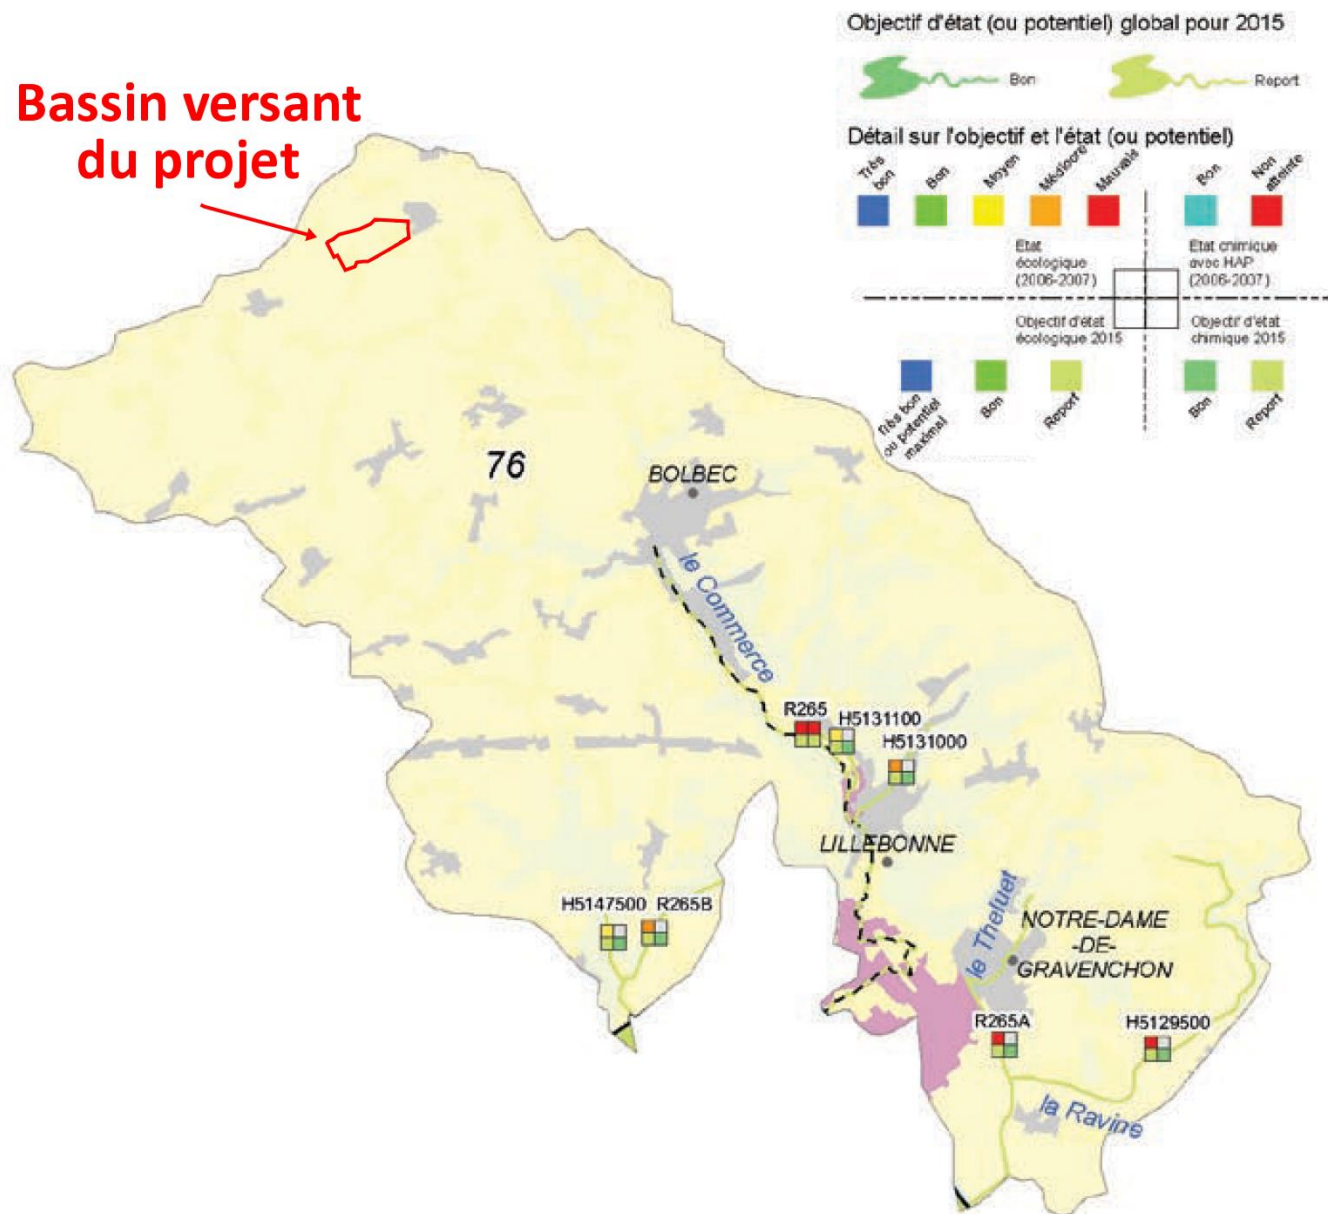 Objectif d'état (ou potentiel) global pour 2015
Bon
Report
Bassin versant
du projet
Détail sur l'objectif et l'état (ou potentiel)
Très
bon
Bon
Moyen
Médiocre
Mauvais
Bon
Non
atteinte
Etat
écologique
(2006-2007)
Etat chimique
avec HAP
(2006-2007)
Objectif d'état
écologique 2015
Objectif d'état
chimique 2015
Très bon
ou potentiel
maximal
Bon
Report
Bon
Report
76
BOLBEC
le Commerce
R265
H5131100
H5131000
LILLEBONNE
H5147500
R265B
le Theluet
NOTRE-DAME
-DE-
GRAVENCHON
R265A
H5129500
la Ravine